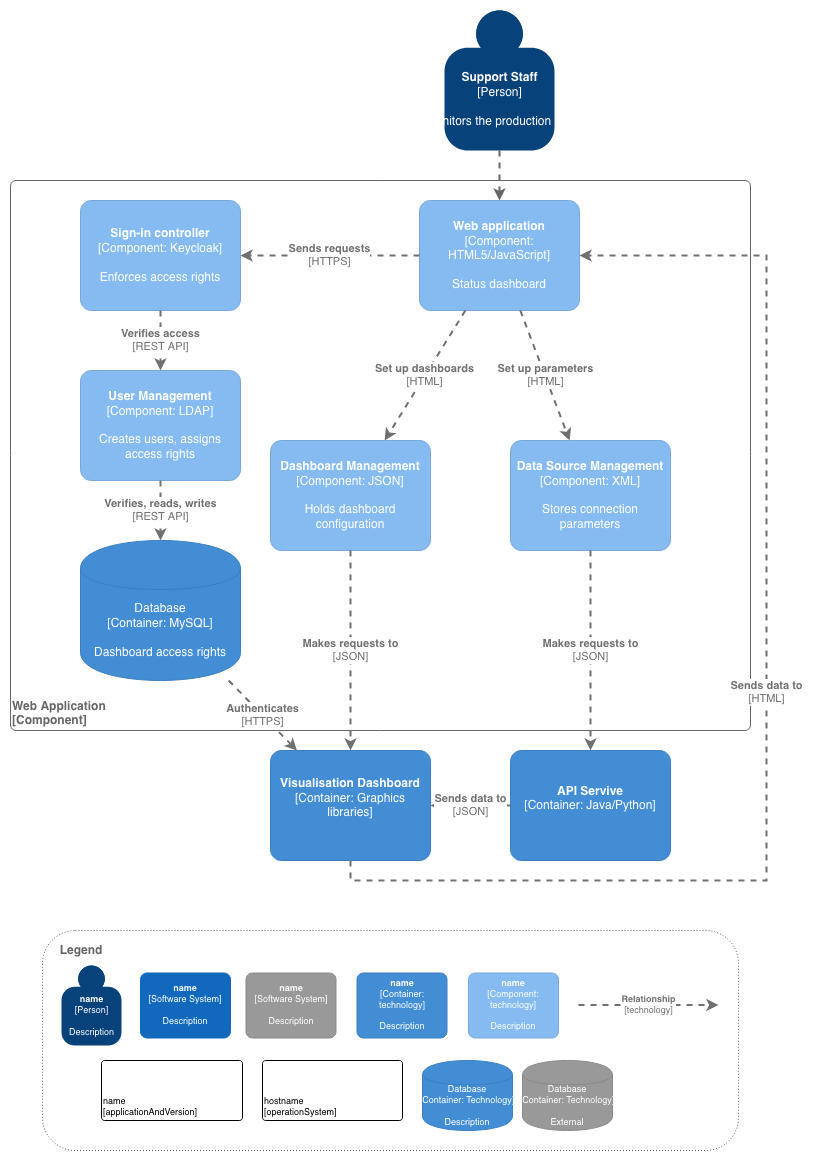 Support Staff
[Person]
nitors the production
Sign-in controller
[Component: Keycloak]
Enforces access rights
Sends requests
[HTTPS]
Web application
[Component:
HTML5/JavaScript]
Status dashboard
Verifies access
[REST API]
Set up dashboards
[HTML]
Set up parameters
[HTML]
User Management
[Component: LDAP]
Creates users, assigns
access rights
Dashboard Management
[Component: JSON]
Holds dashboard
configuration
Data Source Management
[Component: XML]
Stores connection
parameters
Verifies, reads, writes
[REST API]
Database
[Container: MySQL]
Dashboard access rights
Makes requests to
[JSON]
Makes requests to
[JSON]
Sends data to
[HTML]
Web Application
[Component]
Authenticates
[HTTPS]
Visualisation Dashboard
[Container: Graphics
libraries]
Sends data to
[JSON]
API Servive
[Container: Java/Python]
Legend
name
[Person]
Description
name
[Software System]
Description
name
[Software System]
Description
name
[Container:
technology]
Description
name
[Component:
technology]
Description
Relationship
[technology]
name
[applicationAndVersion]
hostname
[operationSystem]
Database
Container: Technology]
Description
Database
Container: Technology]
External